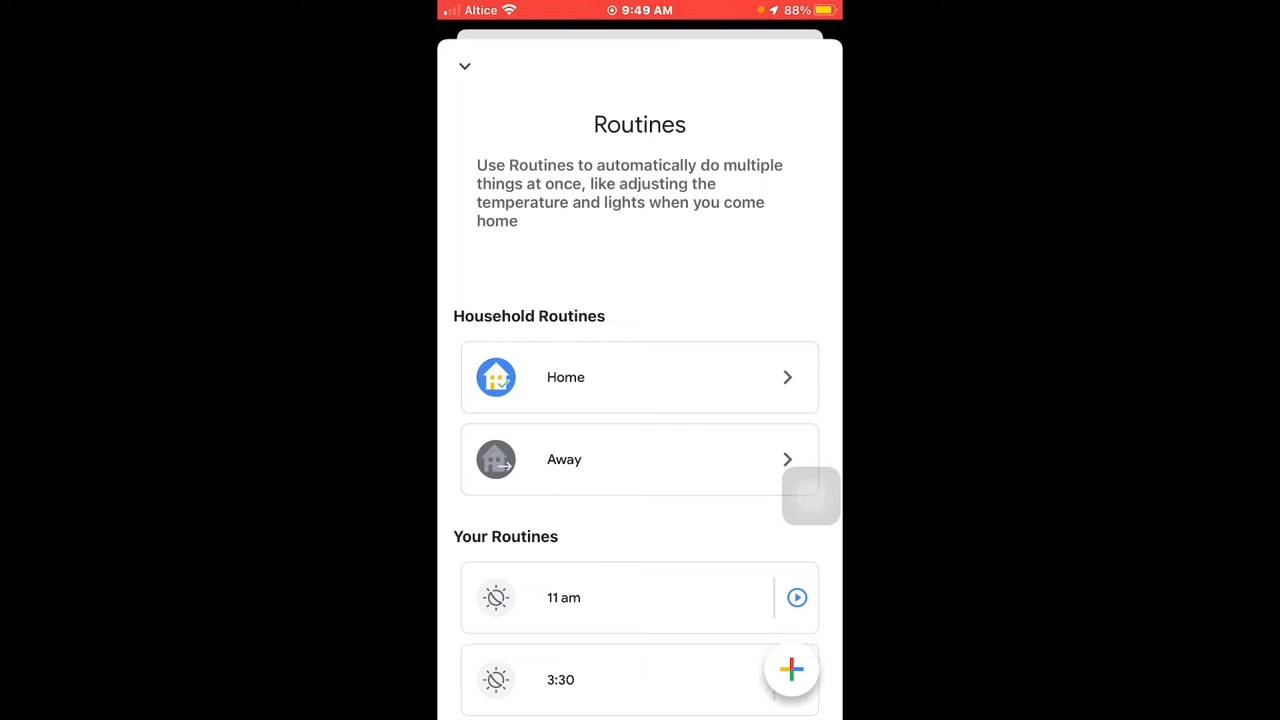 Altice 9:49 AM 88%
Routines
Use Routines to automatically do multiple
things at once, like adjusting the
temperature and lights when you come
home
Household Routines
Home
Away
Your Routines
11 am
3:30